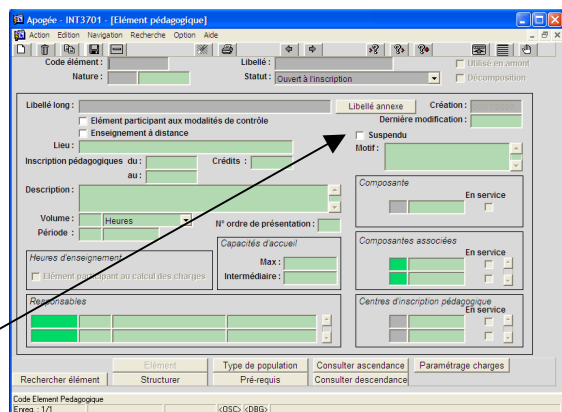 Apogée - INT3701 - [Elément pédagogique]
Action Edition Navigation Recherche Option Aide
Code élément : Libellé : Utilisé en amont
Nature : Statut : Ouvert à l'inscription Décomposition
Libellé long : Libellé annexe Création :
Elément participant aux modalités de contrôle Dernière modification :
Enseignement à distance Suspendu
Lieu : Motif :
Inscription pédagogiques du : Crédits :
au :
Description : Composante
En service
Volume : Heures N° ordre de présentation :
Période :
Capacités d'accueil Composantes associées
Heures d'enseignement Max : En service
Elément participant au calcul des charges Intermédiaire :
Responsables Centres d'inscription pédagogique
En service
Elément Type de population Consulter ascendance Paramétrage charges
Rechercher élément Structurer Pré-requis Consulter descendance
Code Element Pedagogique
Enreg. : 1/1 <OSC> <DBG>